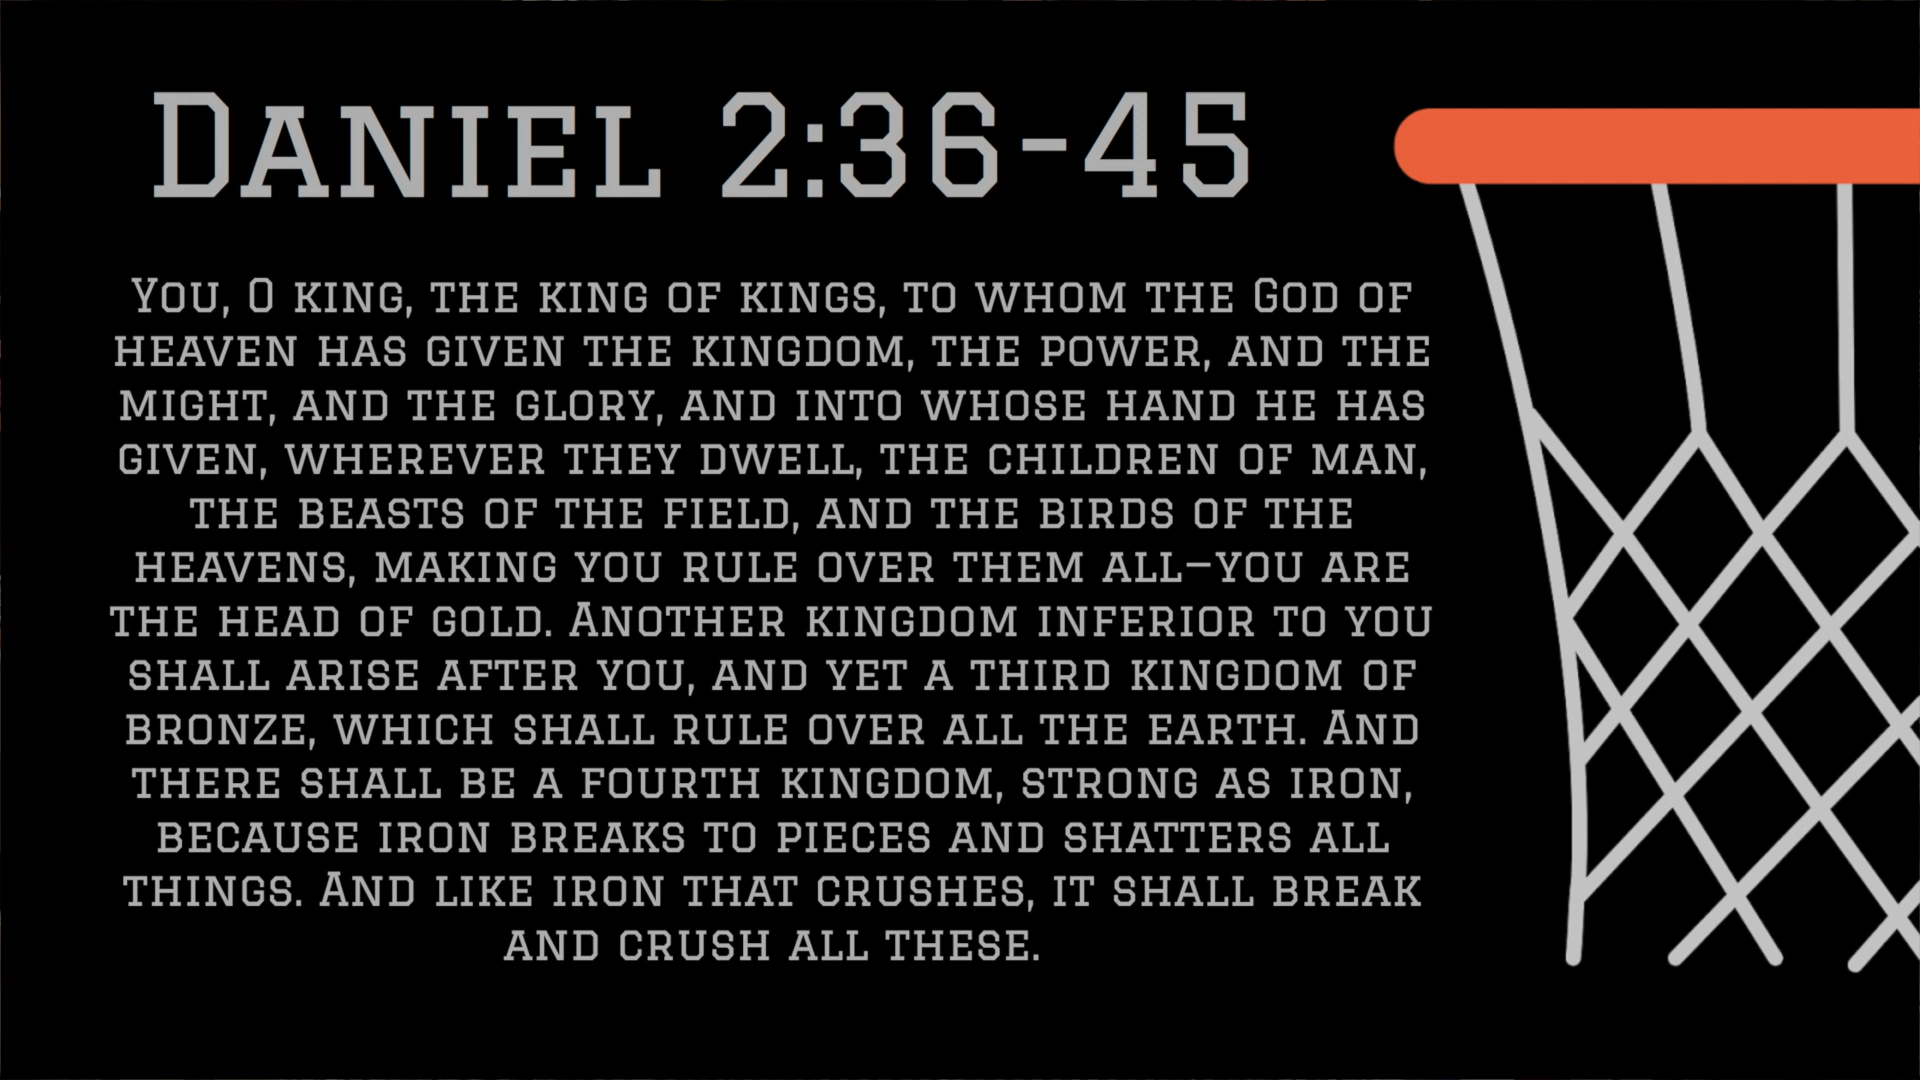 Daniel 2:36-45
You, O king, the king of kings, to whom the God of
heaven has given the kingdom, the power, and the
might, and the glory, and into whose hand he has
given, wherever they dwell, the children of man,
the beasts of the field, and the birds of the
heavens, making you rule over them all—you are
the head of gold. Another kingdom inferior to you
shall arise after you, and yet a third kingdom of
bronze, which shall rule over all the earth. And
there shall be a fourth kingdom, strong as iron,
because iron breaks to pieces and shatters all
things. And like iron that crushes, it shall break
and crush all these.